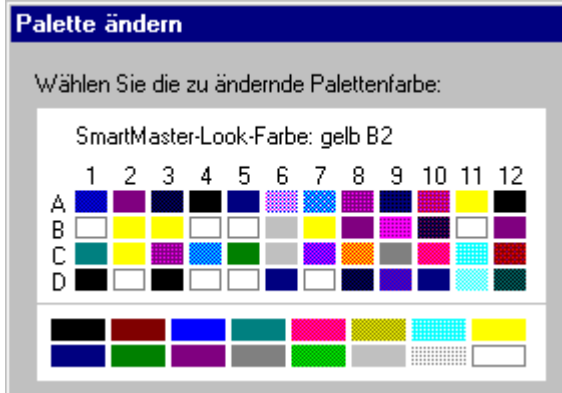 Palette ändern
Wählen Sie die zu ändernde Palettenfarbe:
SmartMaster-Look-Farbe: gelb B2
1 2 3 4 5 6 7 8 9 10 11 12
A
B
C
D